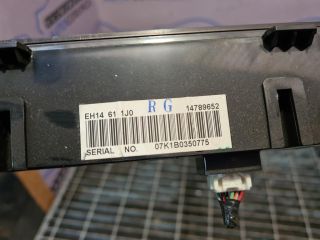 EH14 61 1J0 RG 14789652
SERIAL NO. 07K1B0350775